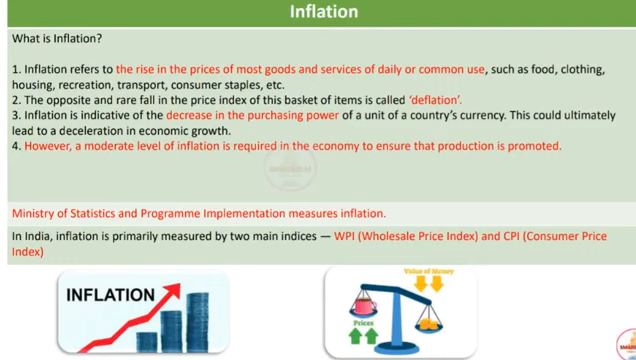 Inflation
What is Inflation?
1. Inflation refers to the rise in the prices of most goods and services of daily or common use, such as food, clothing,
housing, recreation, transport, consumer staples, etc.
2. The opposite and rare fall in the price index of this basket of items is called ‘deflation’.
3. Inflation is indicative of the decrease in the purchasing power of a unit of a country’s currency. This could ultimately
lead to a deceleration in economic growth.
4. However, a moderate level of inflation is required in the economy to ensure that production is promoted.
Ministry of Statistics and Programme Implementation measures inflation.
In India, inflation is primarily measured by two main indices — WPI (Wholesale Price Index) and CPI (Consumer Price
Index)
INFLATION
Value of Money
Prices